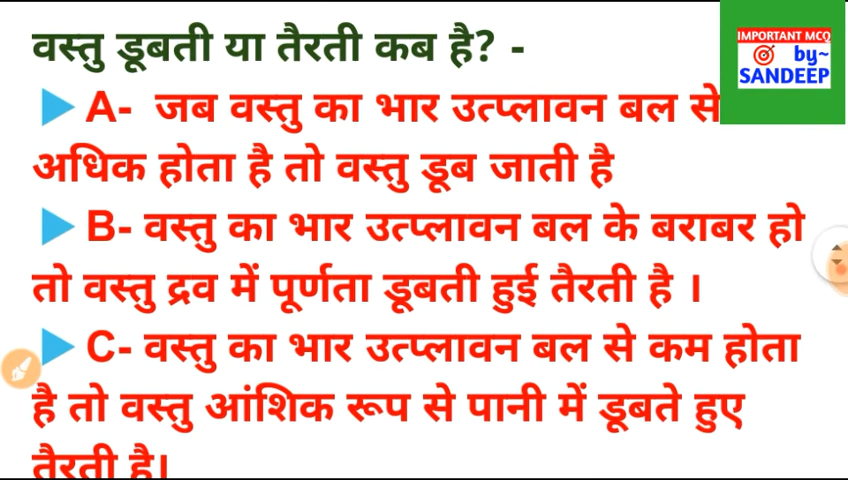 वस्तु डूबती या तैरती कब है? -
IMPORTANT MCQ
by~
SANDEEP
A- जब वस्तु का भार उत्प्लावन बल से
अधिक होता है तो वस्तु डूब जाती है
B- वस्तु का भार उत्प्लावन बल के बराबर हो
तो वस्तु द्रव में पूर्णता डूबती हुई तैरती है ।
C- वस्तु का भार उत्प्लावन बल से कम होता
है तो वस्तु आंशिक रूप से पानी में डूबते हुए
तैरती है।